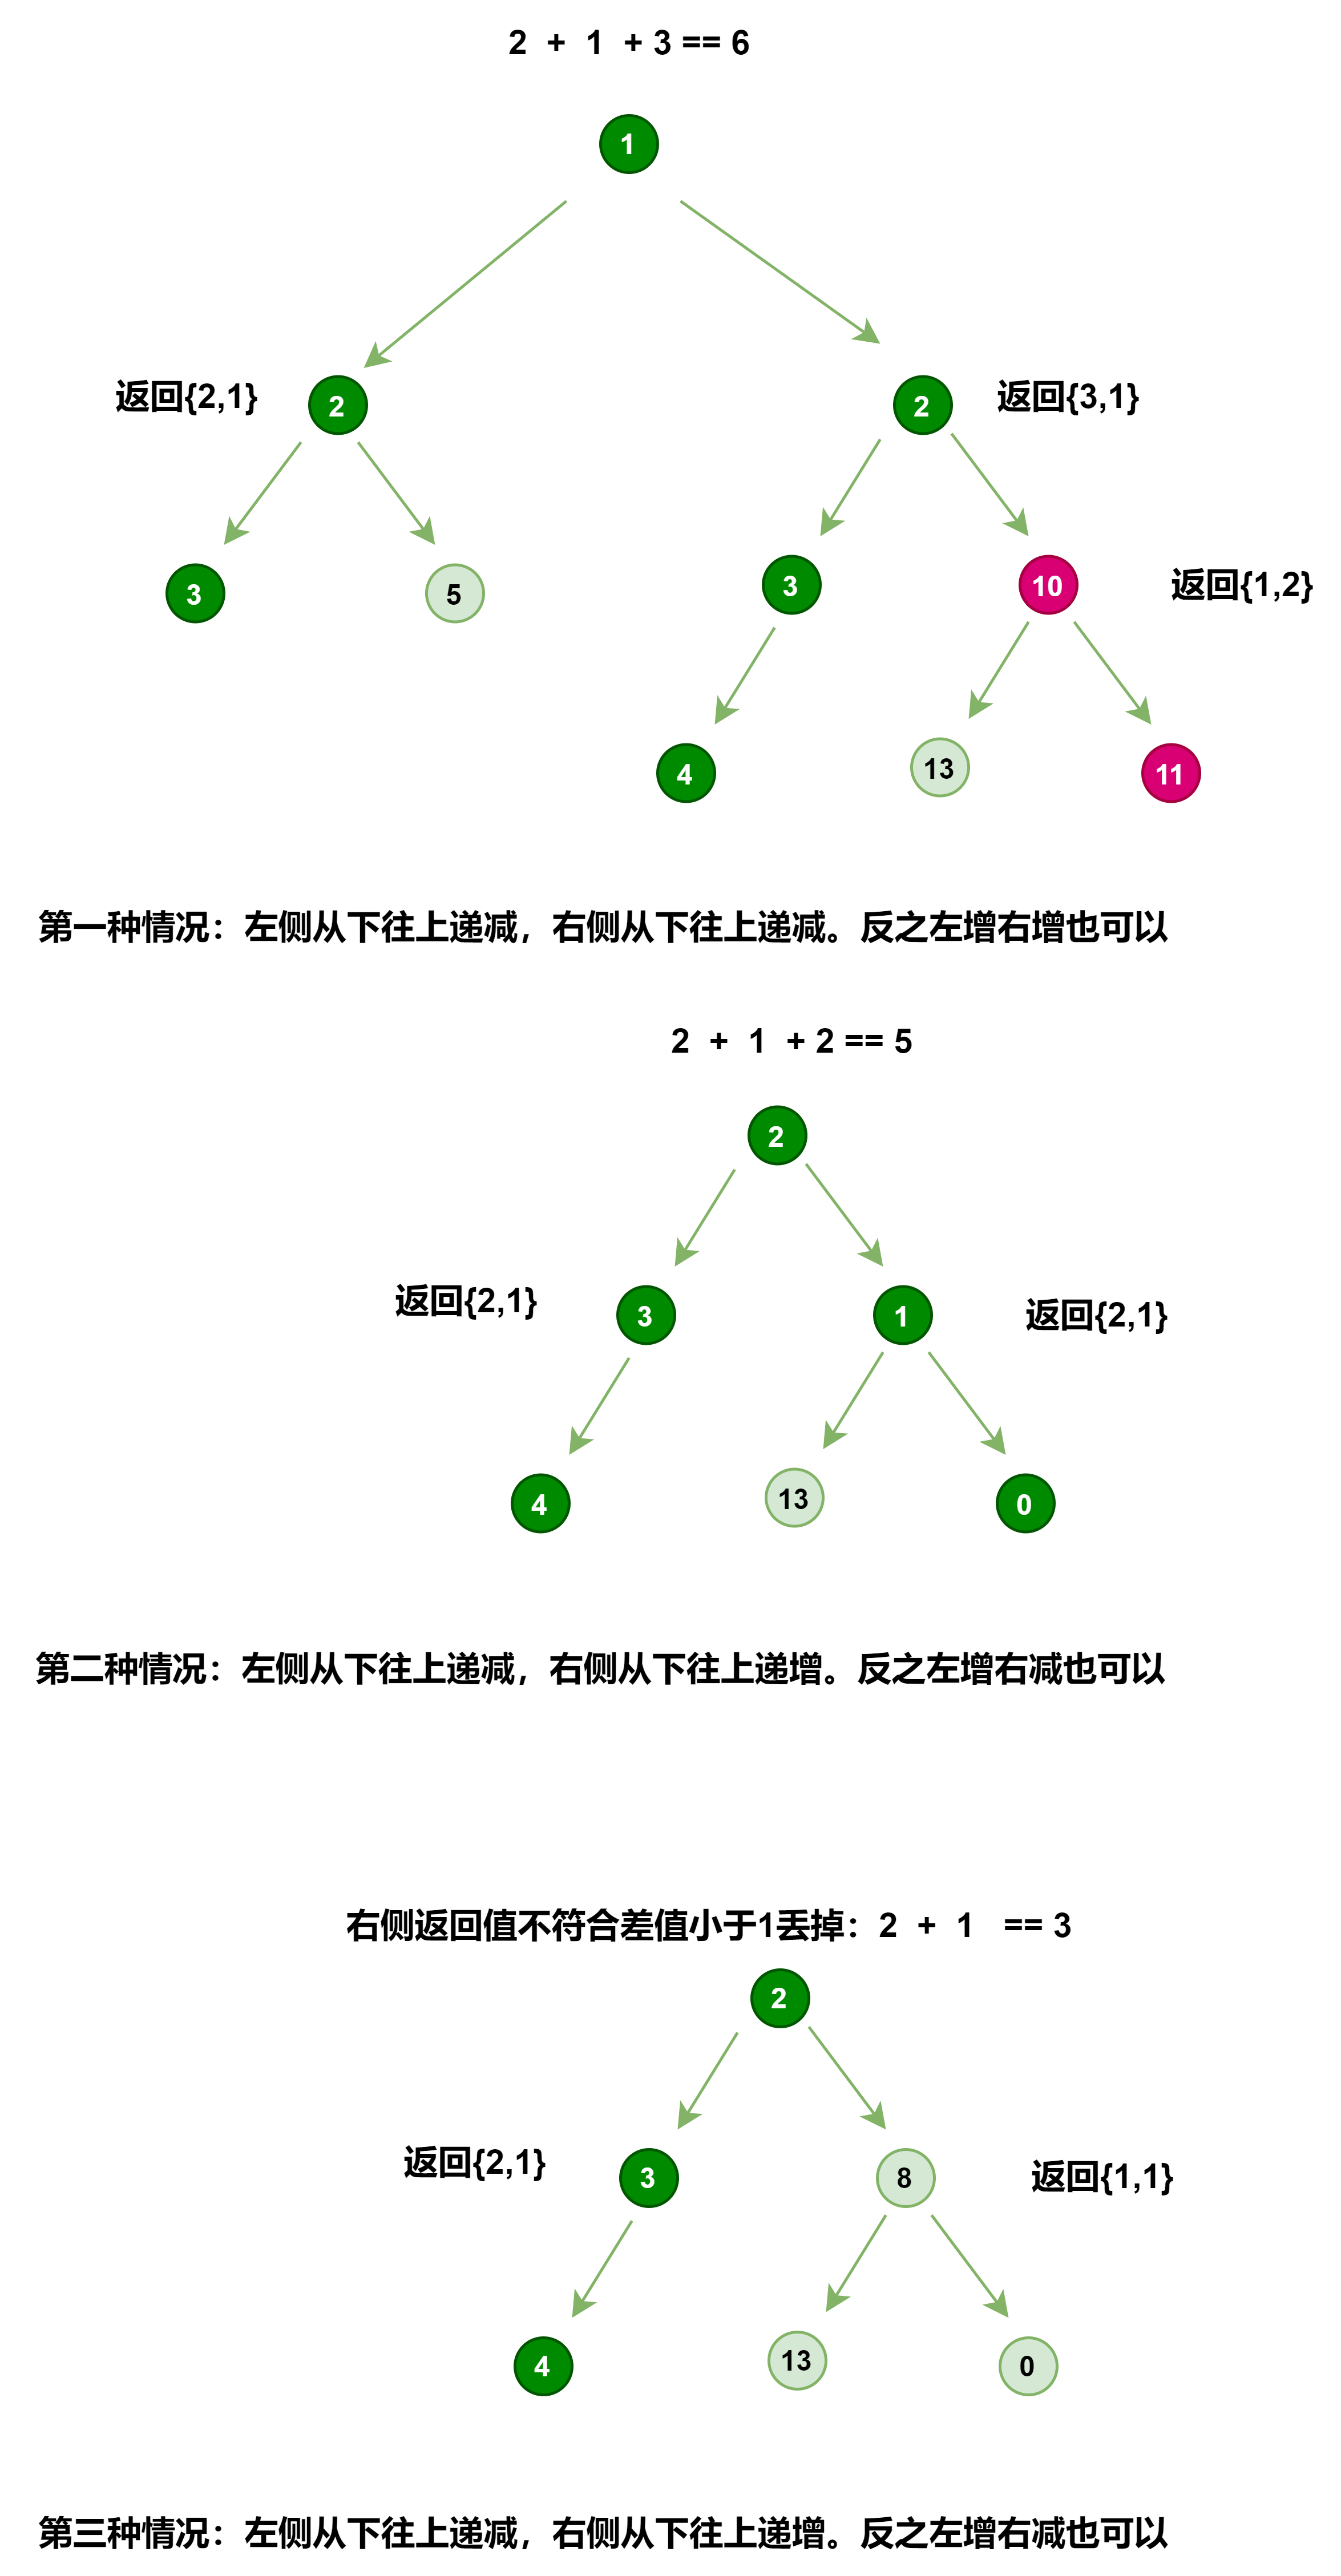 2 + 1 + 3 == 6
1
返回{2,1}
2
2
返回{3,1}
3
5
3
10
返回{1,2}
4
13
11
第一种情况：左侧从下往上递减，右侧从下往上递减。反之左增右增也可以
2 + 1 + 2 == 5
2
返回{2,1}
3
1
返回{2,1}
4
13
0
第二种情况：左侧从下往上递减，右侧从下往上递增。反之左增右减也可以
右侧返回值不符合差值小于1丢掉：2 + 1 == 3
2
返回{2,1}
3
8
返回{1,1}
4
13
0
第三种情况：左侧从下往上递减，右侧从下往上递增。反之左增右减也可以